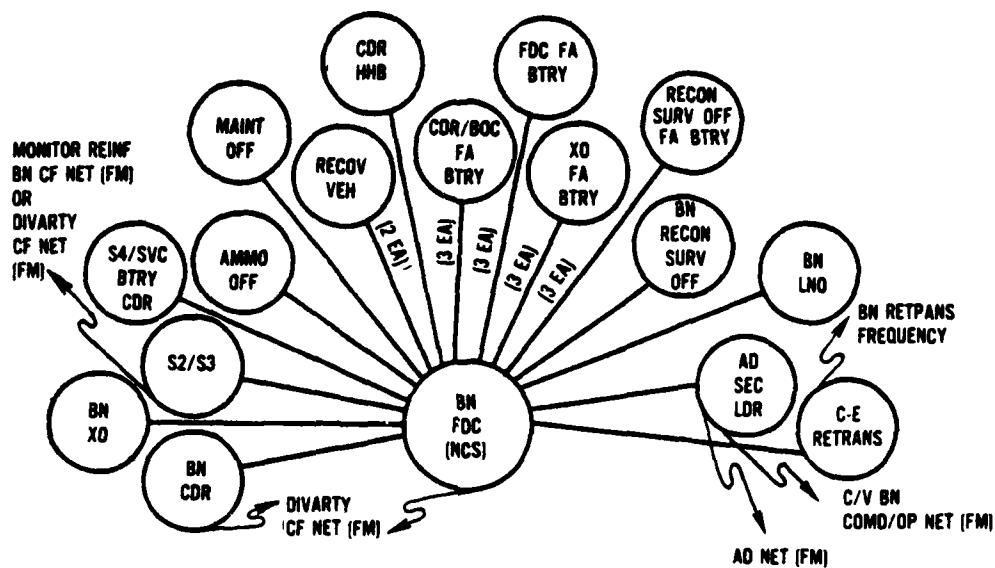 CDR
HHB
FDC FA
BTRY
MAINT
OFF
RECOV
VEH
CDR/BOC
FA
BTRY
XO
FA
BTRY
RECON
SURV OFF
FA BTRY
MONITOR REINF
BN CF NET (FM)
OR
DIVARTY
CF NET
(FM)
S4/SVC
BTRY
CDR
AMMO
OFF
(2 EA)'
(3 EA)
(3 EA)
(3 EA)
(3 EA)
BN
RECON
SURV
OFF
BN
LNO
BN RETPANS
FREQUENCY
S2/S3
BN
XO
BN
CDR
BN
FDC
(NCS)
AD
SEC
LDR
C-E
RETRANS
DIVARTY
CF NET (FM)
C/V BN
COMD/OP NET (FM)
AD NET (FM)